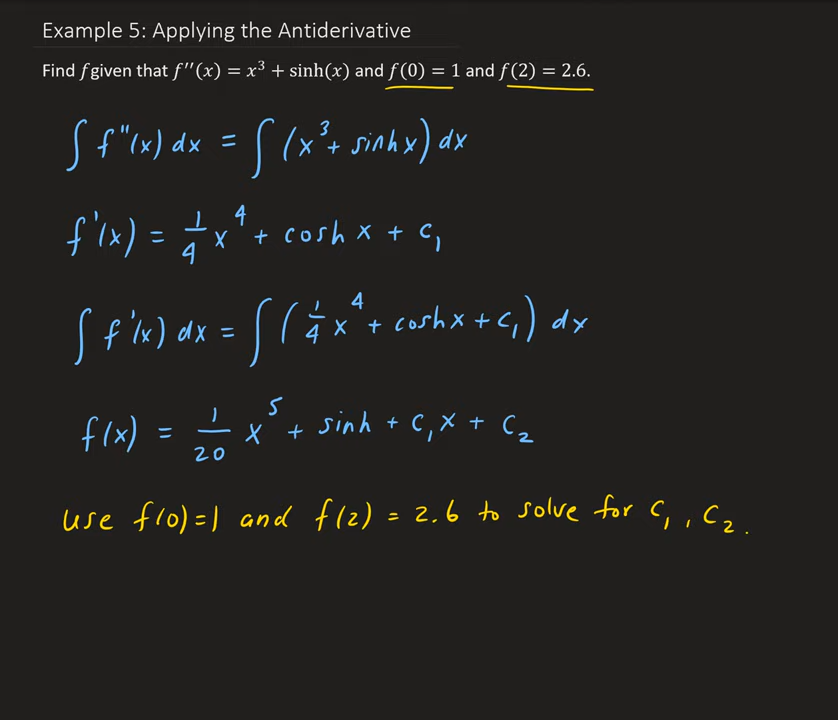 Example 5: Applying the Antiderivative
Find f given that f''(x) = x³ + sinh(x) and f(0) = 1 and f(2) = 2.6.
∫ f''(x) dx = ∫ (x³ + sinh x) dx
f'(x) = 1/4 x⁴ + cosh x + c₁
∫ f'(x) dx = ∫ (1/4 x⁴ + cosh x + c₁) dx
f(x) = 1/20 x⁵ + sinh + c₁x + c₂
use f(0)=1 and f(2) = 2.6 to solve for c₁, c₂.